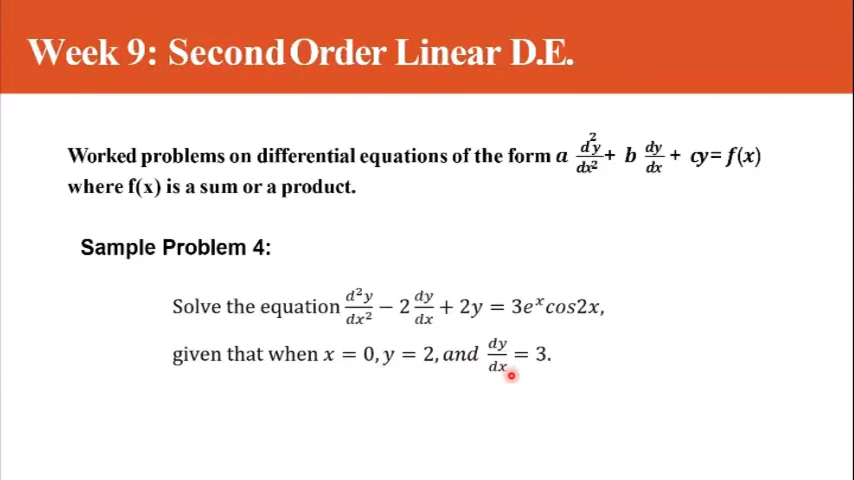 Week 9: Second Order Linear D.E.
Worked problems on differential equations of the form a d²y/dx² + b dy/dx + cy= f(x)
where f(x) is a sum or a product.
Sample Problem 4:
Solve the equation d²y/dx² − 2 dy/dx + 2y = 3eˣcos2x,
given that when x = 0, y = 2, and dy/dx = 3.